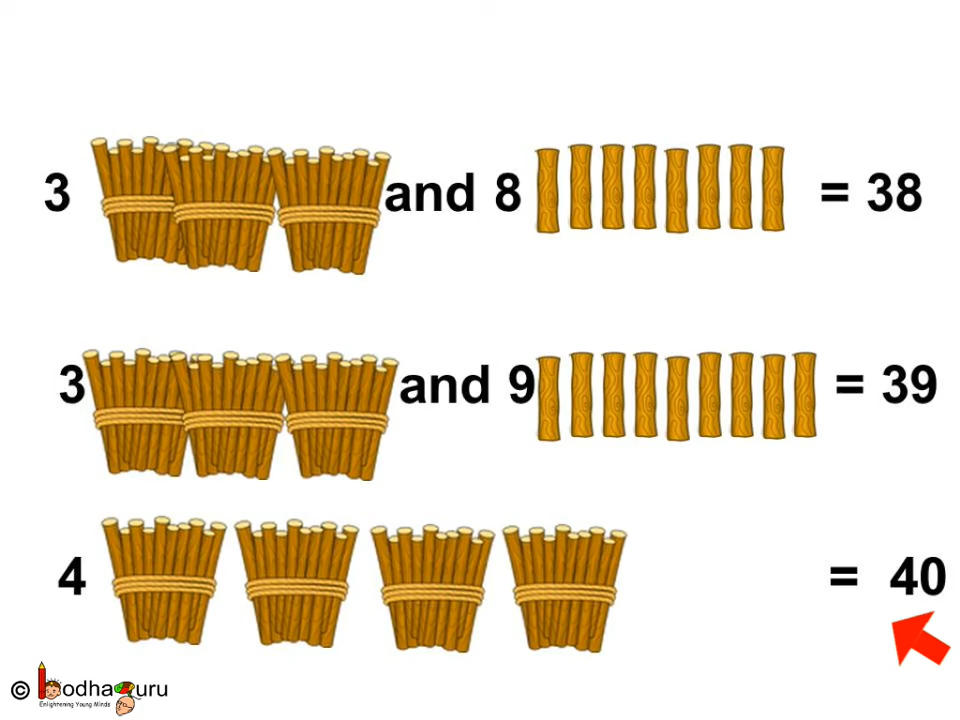 3 and 8 = 38
3 and 9 = 39
4 = 40
© bodhaguru
Enlightening Young Minds